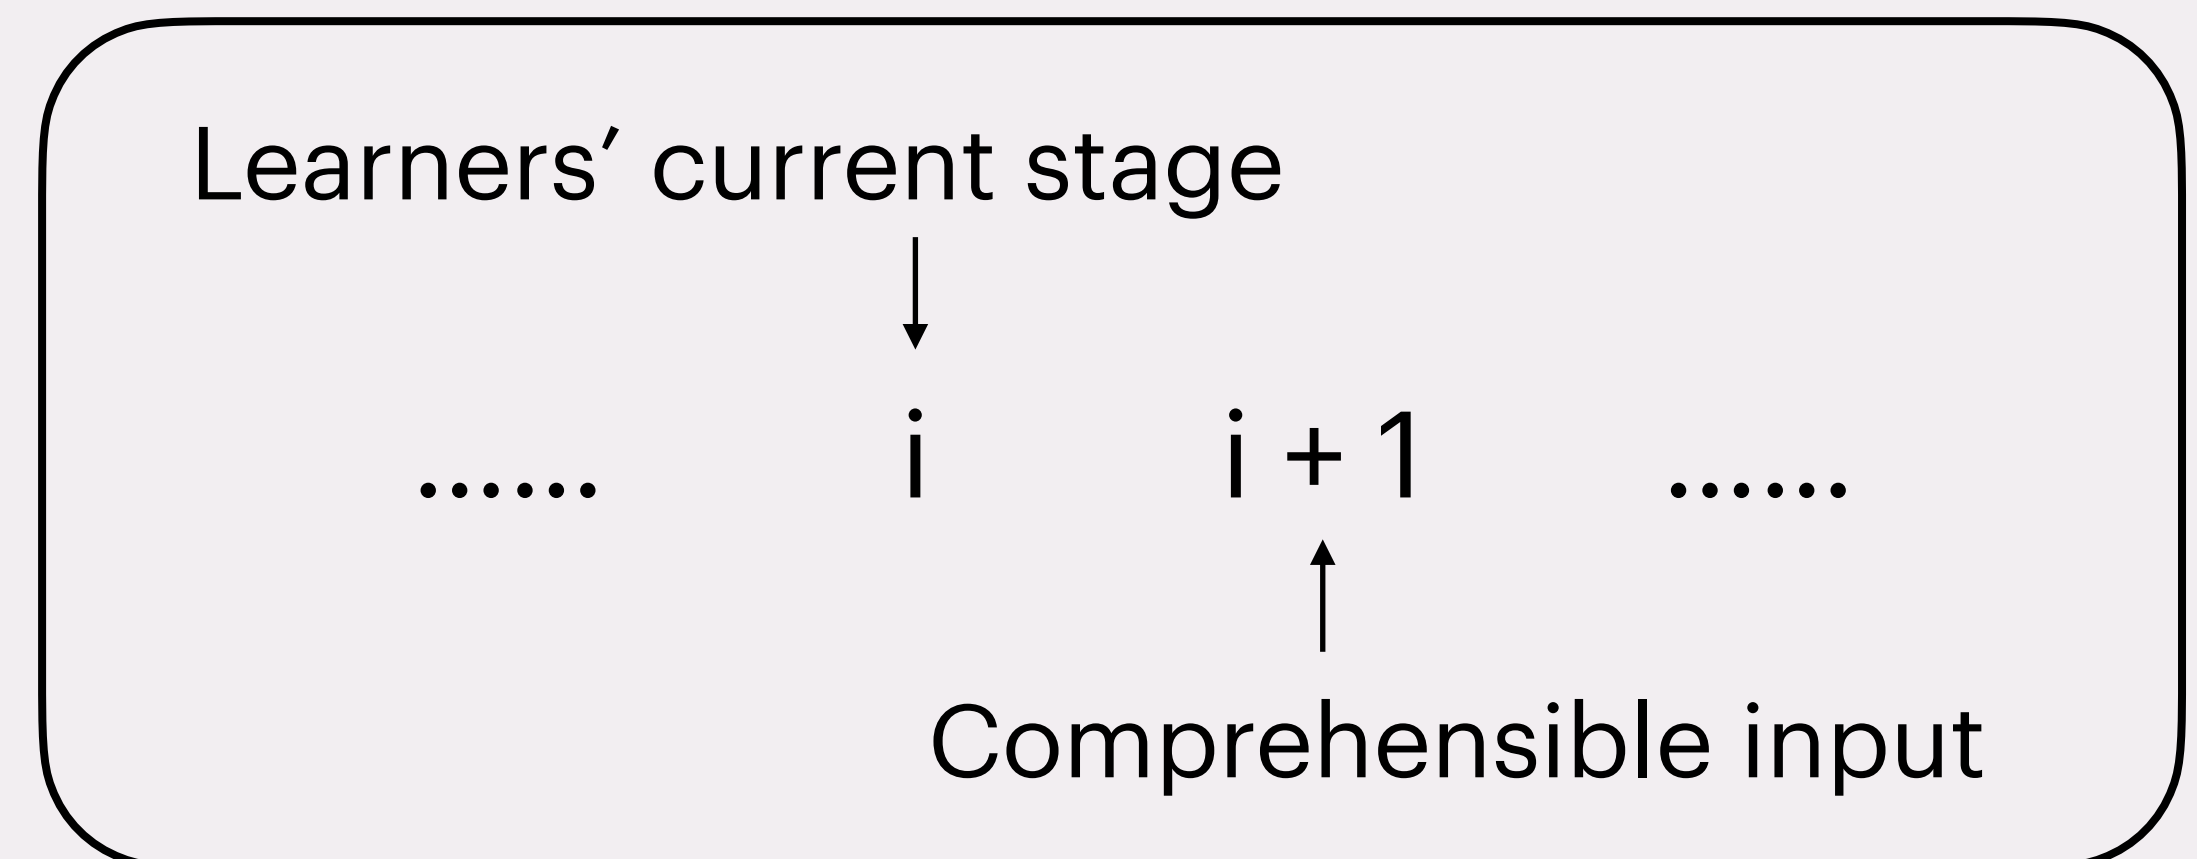 Learners’ current stage
...... i i + 1 ......
Comprehensible input